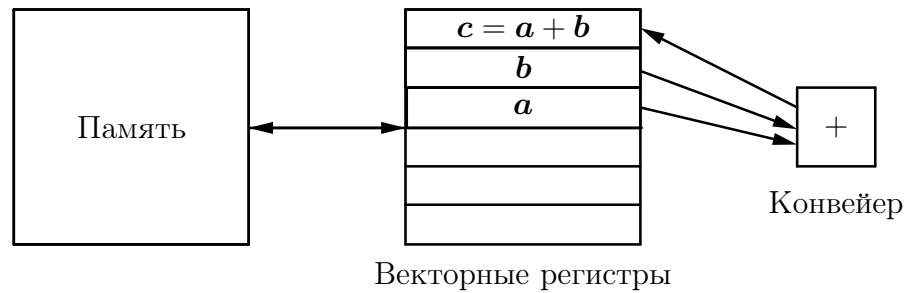 c = a + b
b
a
Память
+
Конвейер
Векторные регистры